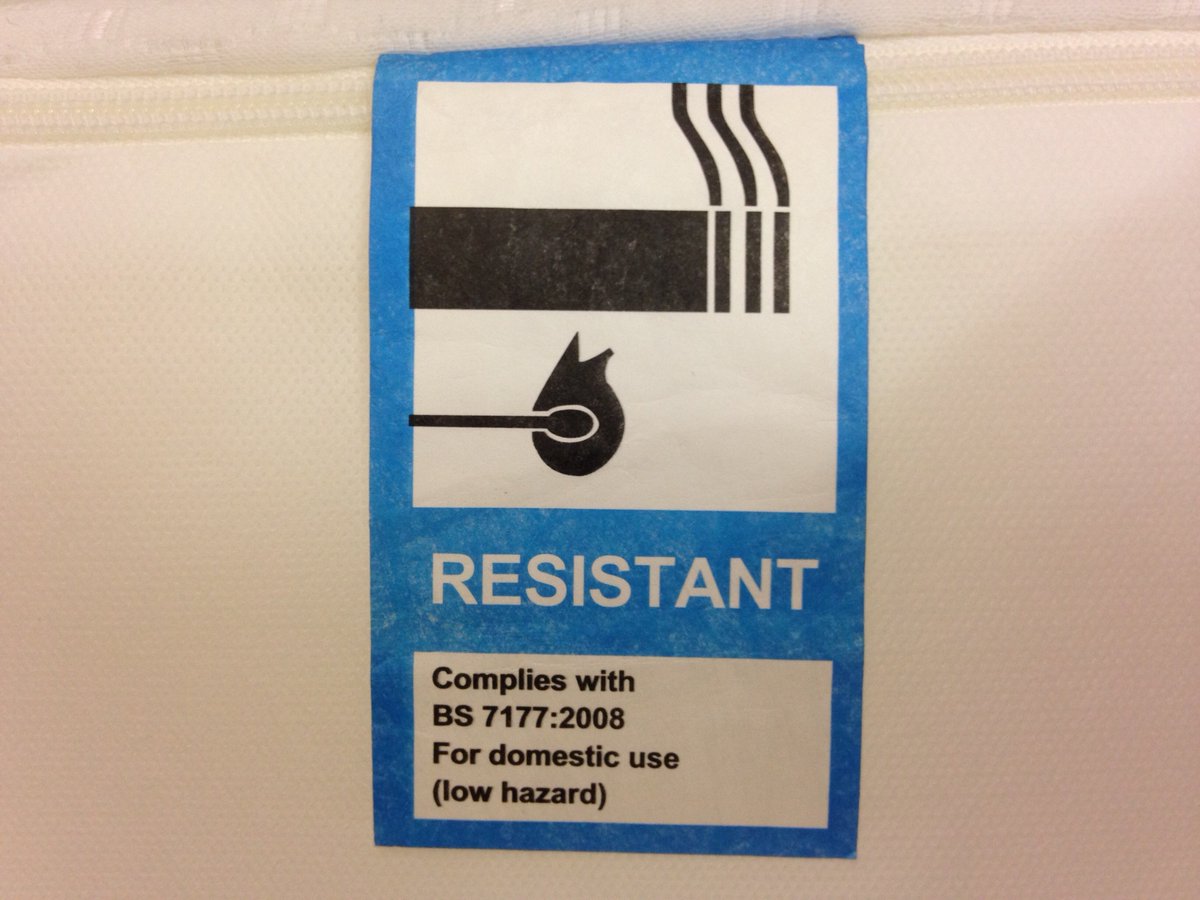 RESISTANT
Complies with
BS 7177:2008
For domestic use
(low hazard)